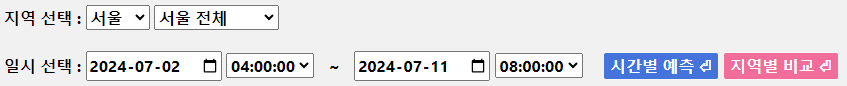 지역 선택 : 서울 서울 전체
일시 선택 : 2024-07-02 04:00:00 ~ 2024-07-11 08:00:00 시간별 예측 ⏎ 지역별 비교 ⏎